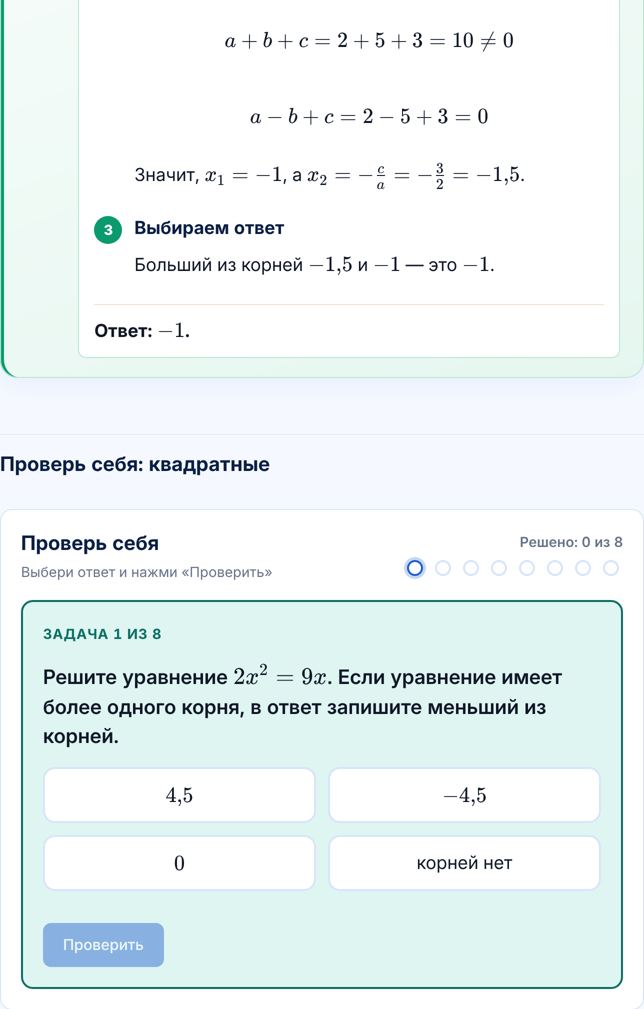 a + b + c = 2 + 5 + 3 = 10 ≠ 0
a − b + c = 2 − 5 + 3 = 0
Значит, x₁ = −1, а x₂ = −c/a = −3/2 = −1,5.
3 Выбираем ответ
Больший из корней −1,5 и −1 — это −1.
Ответ: −1.
Проверь себя: квадратные
Проверь себя
Решено: 0 из 8
Выбери ответ и нажми «Проверить»
ЗАДАЧА 1 ИЗ 8
Решите уравнение 2x² = 9x. Если уравнение имеет
более одного корня, в ответ запишите меньший из
корней.
4,5
−4,5
0
корней нет
Проверить